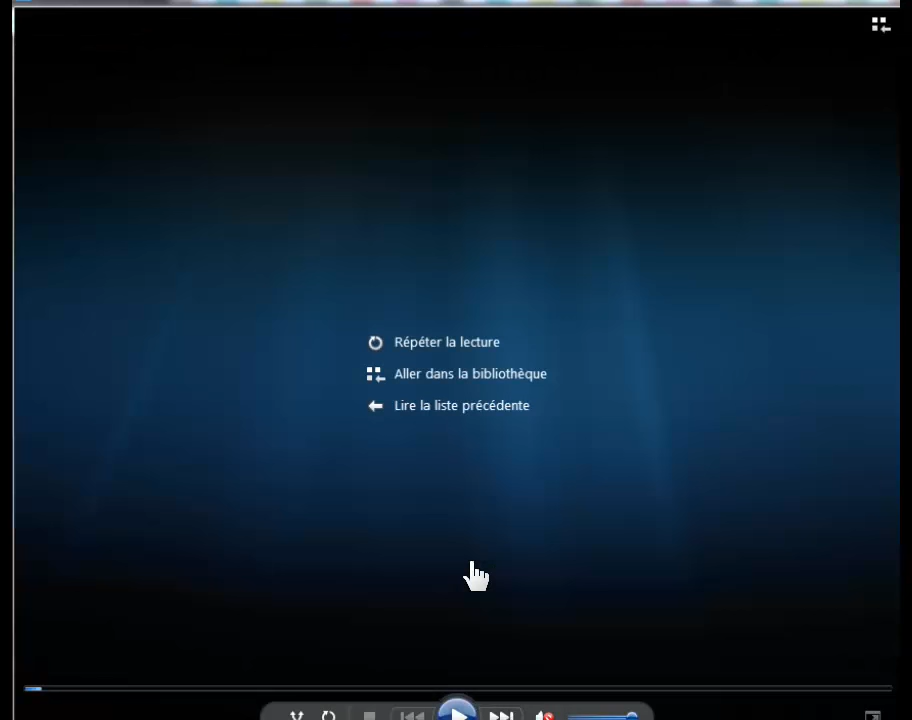 Répéter la lecture
Aller dans la bibliothèque
Lire la liste précédente